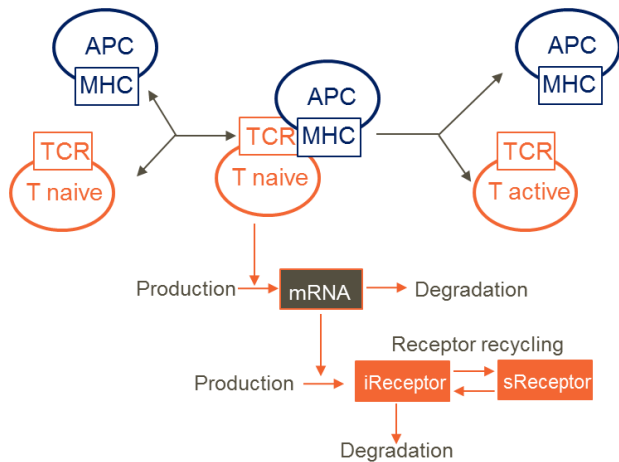 APC
MHC
TCR
T naive
APC
TCR
MHC
T naive
APC
MHC
TCR
T active
Production
mRNA
Degradation
Receptor recycling
Production
iReceptor
sReceptor
Degradation